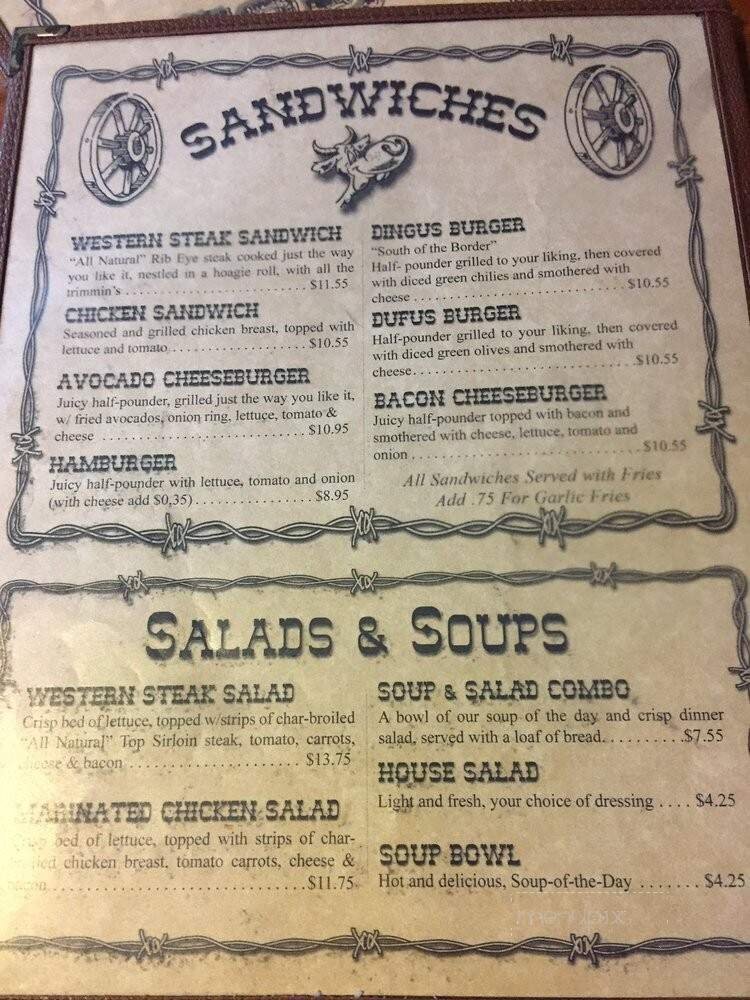 SANDWICHES
WESTERN STEAK SANDWICH
"All Natural" Rib Eye steak cooked just the way
you like it, nestled in a hoagie roll, with all the
trimmin's . . . . . . . . . . . . . . . . . . . . . . . . . . $11.55
CHICKEN SANDWICH
Seasoned and grilled chicken breast, topped with
lettuce and tomato. . . . . . . . . . . . . . . . . . . $10.55
AVOCADO CHEESEBURGER
Juicy half-pounder, grilled just the way you like it,
w/ fried avocados, onion ring, lettuce, tomato &
cheese . . . . . . . . . . . . . . . . . . . . . . . . . . . $10.95
HAMBURGER
Juicy half-pounder with lettuce, tomato and onion
(with cheese add $0,35). . . . . . . . . . . . . . . $8.95
DINGUS BURGER
"South of the Border"
Half- pounder grilled to your liking, then covered
with diced green chilies and smothered with
cheese . . . . . . . . . . . . . . . . . . . . . . . . . . . $10.55
DUFUS BURGER
Half-pounder grilled to your liking, then covered
with diced green olives and smothered with
cheese. . . . . . . . . . . . . . . . . . . . . . . . . . . . $10.55
BACON CHEESEBURGER
Juicy half-pounder topped with bacon and
smothered with cheese, lettuce, tomato and
onion . . . . . . . . . . . . . . . . . . . . . . . . . . . . $10.55
All Sandwiches Served with Fries
Add .75 For Garlic Fries
SALADS & SOUPS
WESTERN STEAK SALAD
Crisp bed of lettuce, topped w/strips of char-broiled
"All Natural" Top Sirloin steak, tomato, carrots,
cheese & bacon . . . . . . . . . . . . . . . . . . . . . $13.75
MARINATED CHICKEN SALAD
Crisp bed of lettuce, topped with strips of char-
chicken breast, tomato carrots, cheese &
bacon . . . . . . . . . . . . . . . . . . . . . . . . . . . . . $11.75
SOUP & SALAD COMBO
A bowl of our soup of the day and crisp dinner
salad, served with a loaf of bread. . . . . . . . . $7.55
HOUSE SALAD
Light and fresh, your choice of dressing . . . . $4.25
SOUP BOWL
Hot and delicious, Soup-of-the-Day . . . . . . . $4.25
menupix